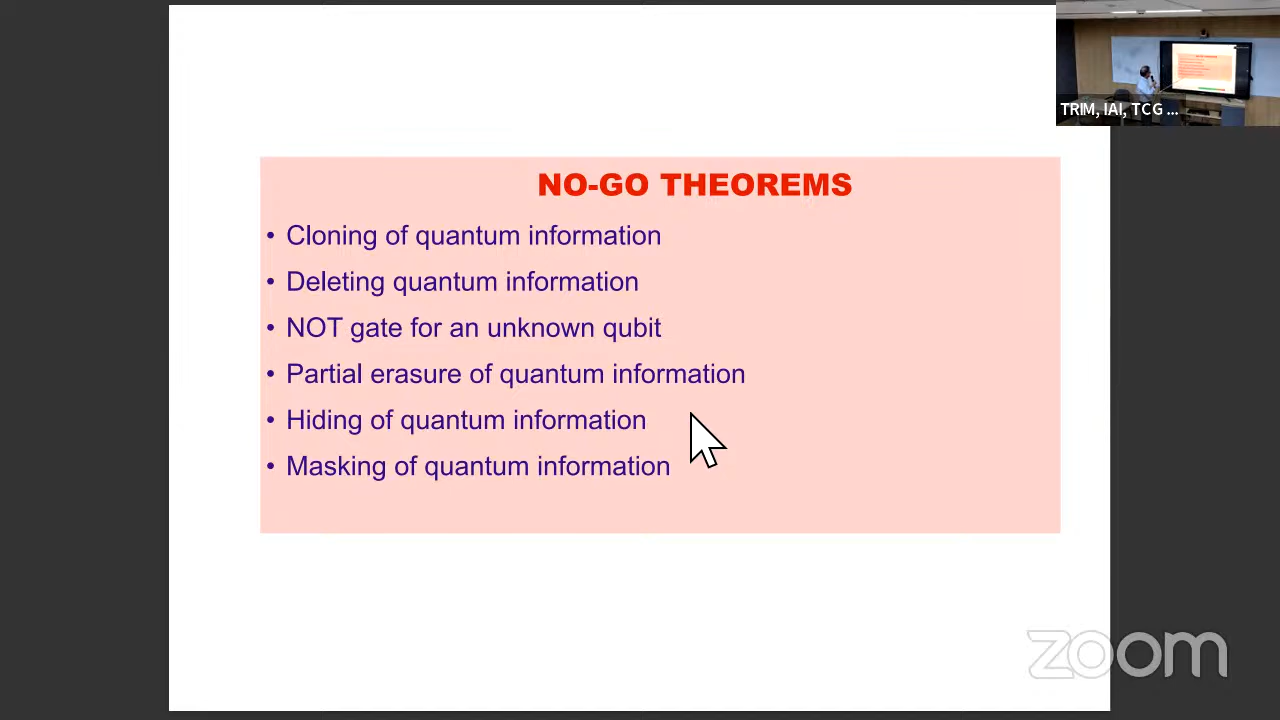 TRIM, IAI, TCG ...
NO-GO THEOREMS
• Cloning of quantum information
• Deleting quantum information
• NOT gate for an unknown qubit
• Partial erasure of quantum information
• Hiding of quantum information
• Masking of quantum information
zoom